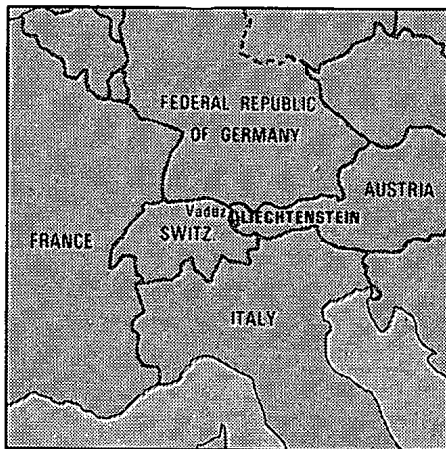 FEDERAL REPUBLIC
OF GERMANY
AUSTRIA
Vaduz
LIECHTENSTEIN
FRANCE
SWITZ.
ITALY